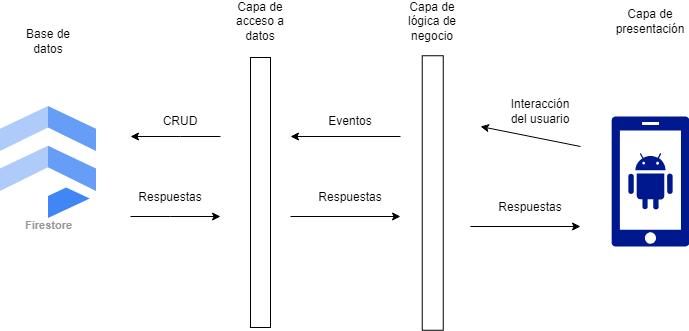 Base de
datos
Capa de
acceso a
datos
Capa de
lógica de
negocio
Capa de
presentación
CRUD
Eventos
Interacción
del usuario
Respuestas
Respuestas
Respuestas
Firestore